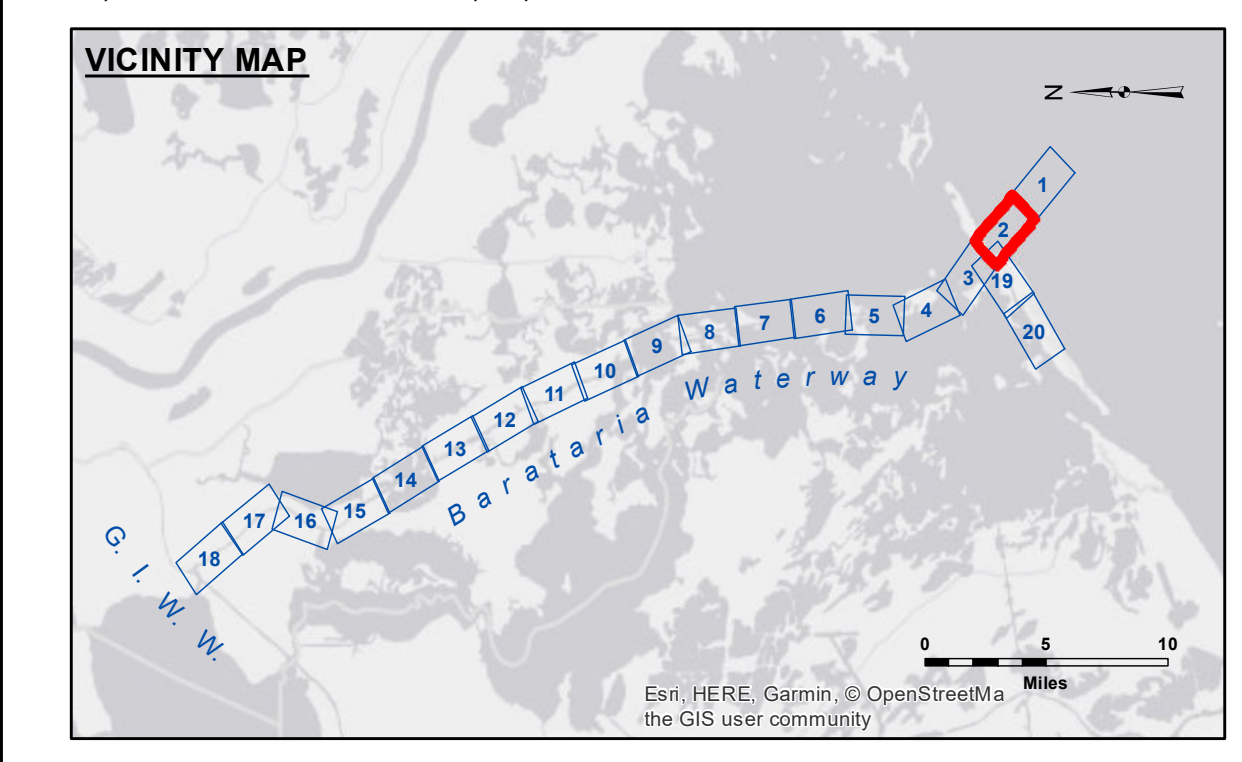 VICINITY MAP
N
1
2
3
19
4
5
6
7
8
20
9
10
11
12
13
14
15
16
17
18
Barataria Waterway
G. I. W. W.
0 5 10
Miles
Esri, HERE, Garmin, © OpenStreetMa
the GIS user community